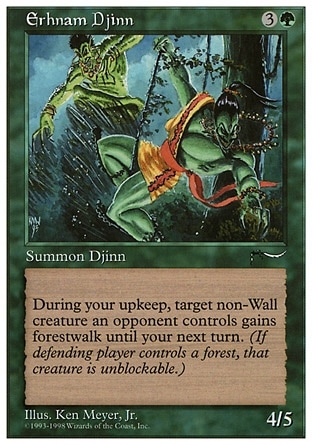 Erhnam Djinn 3
Summon Djinn
During your upkeep, target non-Wall
creature an opponent controls gains
forestwalk until your next turn. (If
defending player controls a forest, that
creature is unblockable.)
Illus. Ken Meyer, Jr.
©1993-1998 Wizards of the Coast, Inc.
4/5